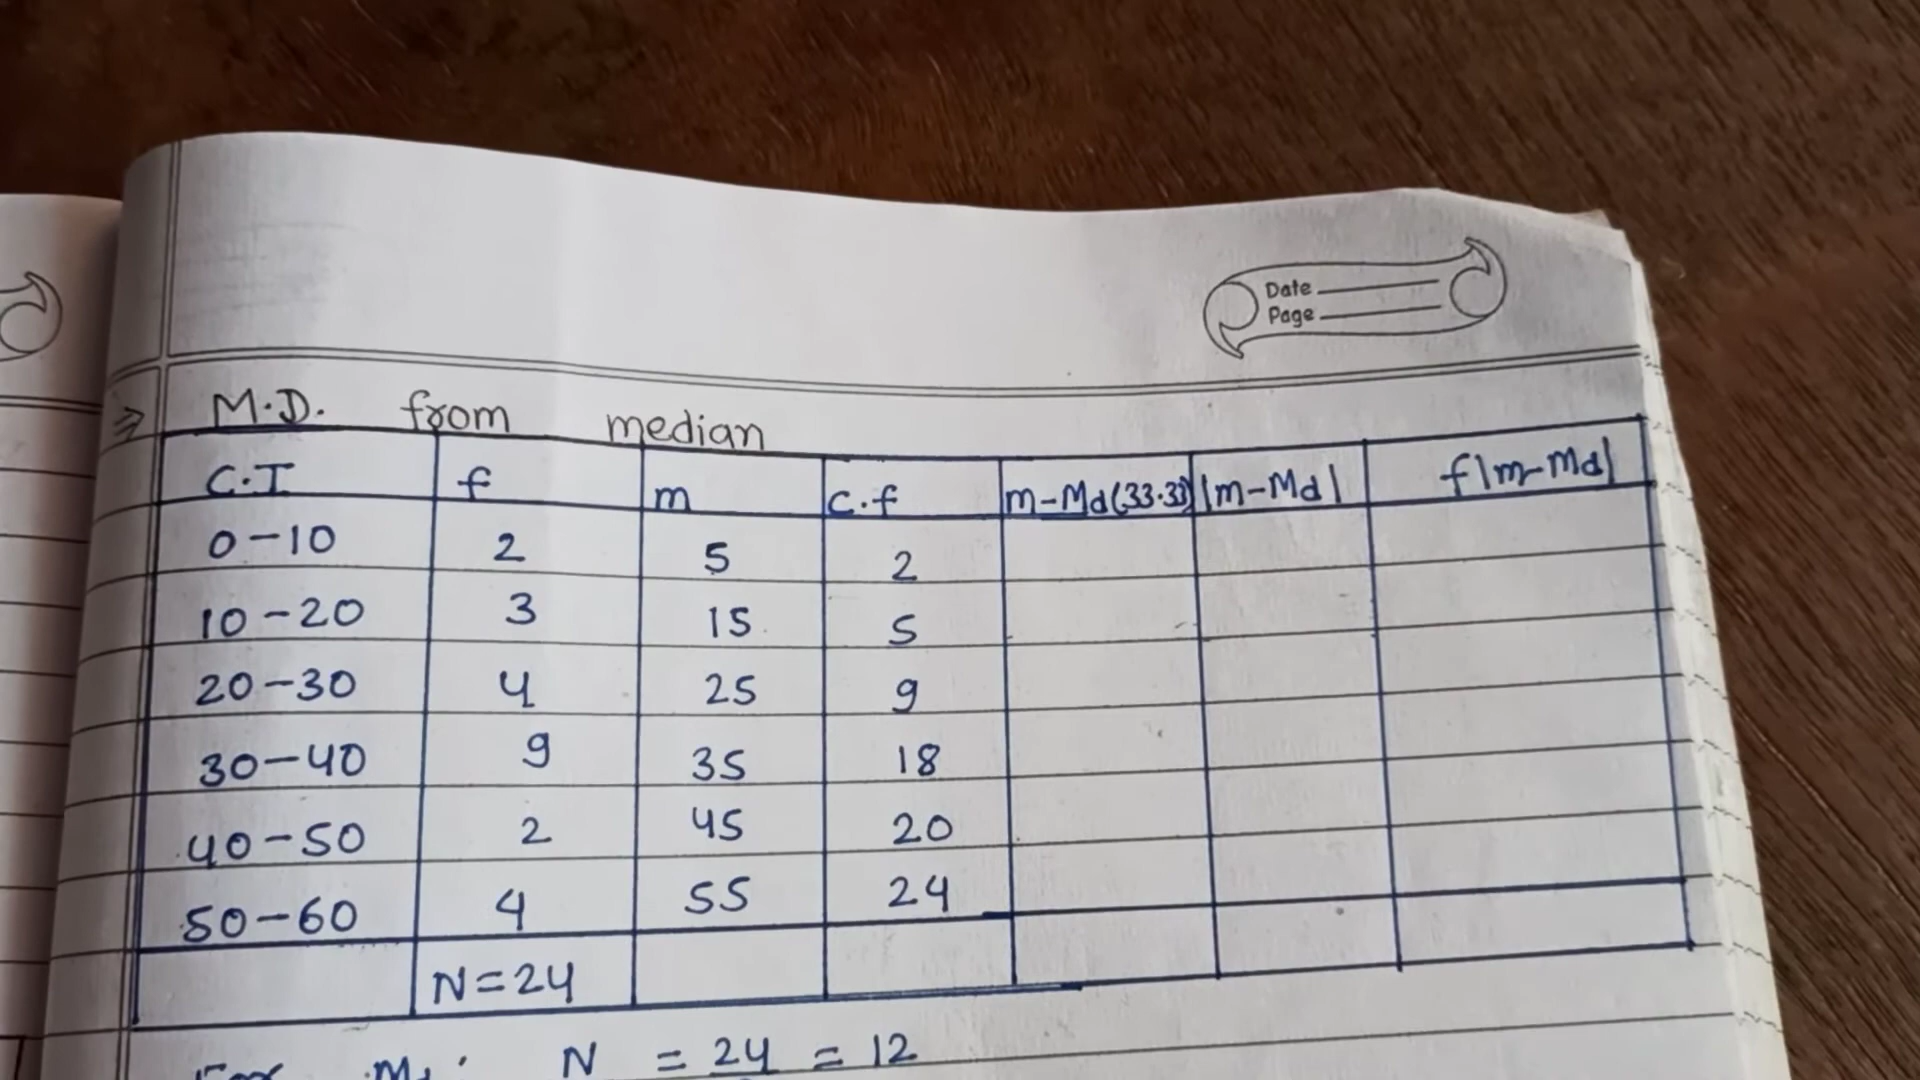 Date
Page
M.D. from median
C.I f m c.f m-Md(33.33) |m-Md| f|m-Md|
0-10 2 5 2
10-20 3 15 5
20-30 4 25 9
30-40 9 35 18
40-50 2 45 20
50-60 4 55 24
N=24
For Md: N = 24 = 12